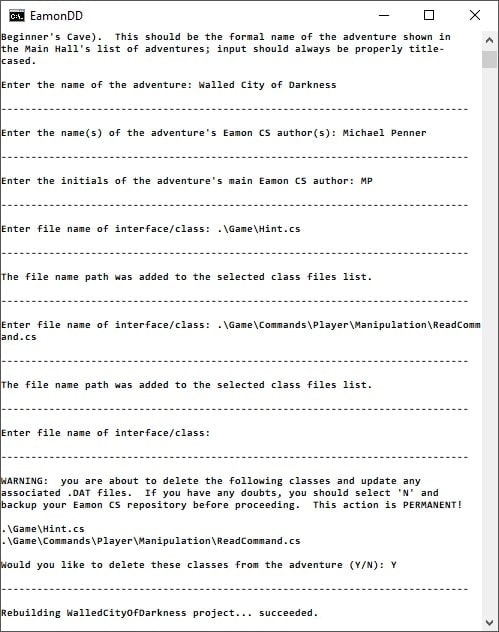 EamonDD
Beginner's Cave).  This should be the formal name of the adventure shown in
the Main Hall's list of adventures; input should always be properly title-
cased.
Enter the name of the adventure: Walled City of Darkness
------------------------------------------------------------------------------
Enter the name(s) of the adventure's Eamon CS author(s): Michael Penner
------------------------------------------------------------------------------
Enter the initials of the adventure's main Eamon CS author: MP
------------------------------------------------------------------------------
Enter file name of interface/class: .\Game\Hint.cs
------------------------------------------------------------------------------
The file name path was added to the selected class files list.
------------------------------------------------------------------------------
Enter file name of interface/class: .\Game\Commands\Player\Manipulation\ReadComm
and.cs
------------------------------------------------------------------------------
The file name path was added to the selected class files list.
------------------------------------------------------------------------------
Enter file name of interface/class:
------------------------------------------------------------------------------
WARNING:  you are about to delete the following classes and update any
associated .DAT files.  If you have any doubts, you should select 'N' and
backup your Eamon CS repository before proceeding.  This action is PERMANENT!
.\Game\Hint.cs
.\Game\Commands\Player\Manipulation\ReadCommand.cs
Would you like to delete these classes from the adventure (Y/N): Y
------------------------------------------------------------------------------
Rebuilding WalledCityOfDarkness project... succeeded.